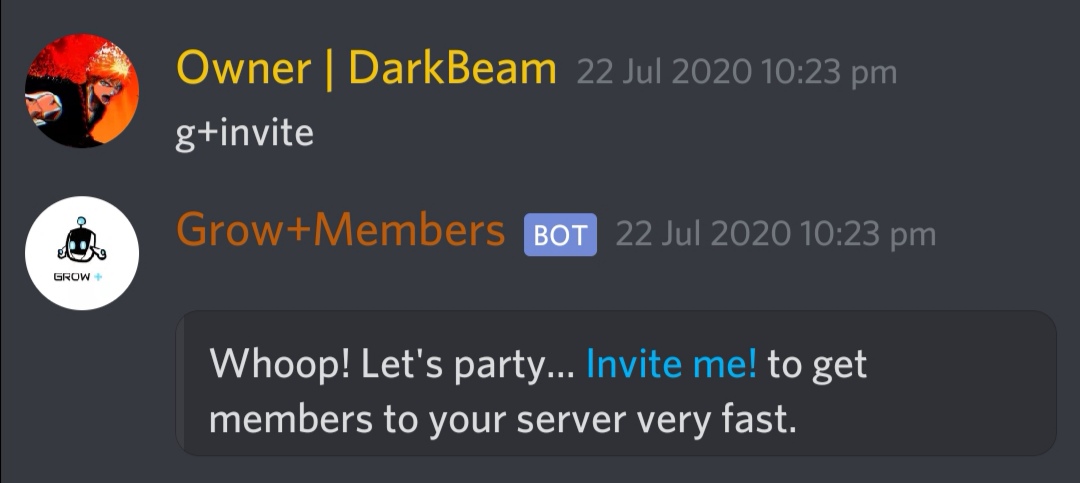 Owner | DarkBeam 22 Jul 2020 10:23 pm
g+invite
Grow+Members BOT 22 Jul 2020 10:23 pm
GROW +
Whoop! Let's party... Invite me! to get
members to your server very fast.